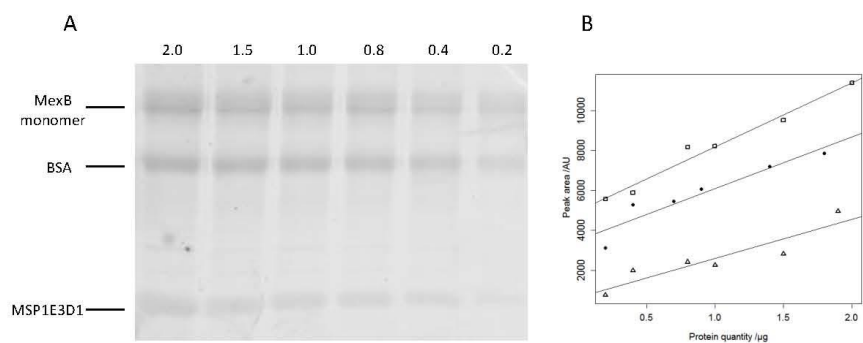 A
2.0 1.5 1.0 0.8 0.4 0.2
MexB
monomer
BSA
MSP1E3D1
B
Peak area /AU
10000
8000
6000
4000
2000
0.5 1.0 1.5 2.0
Protein quantity /µg